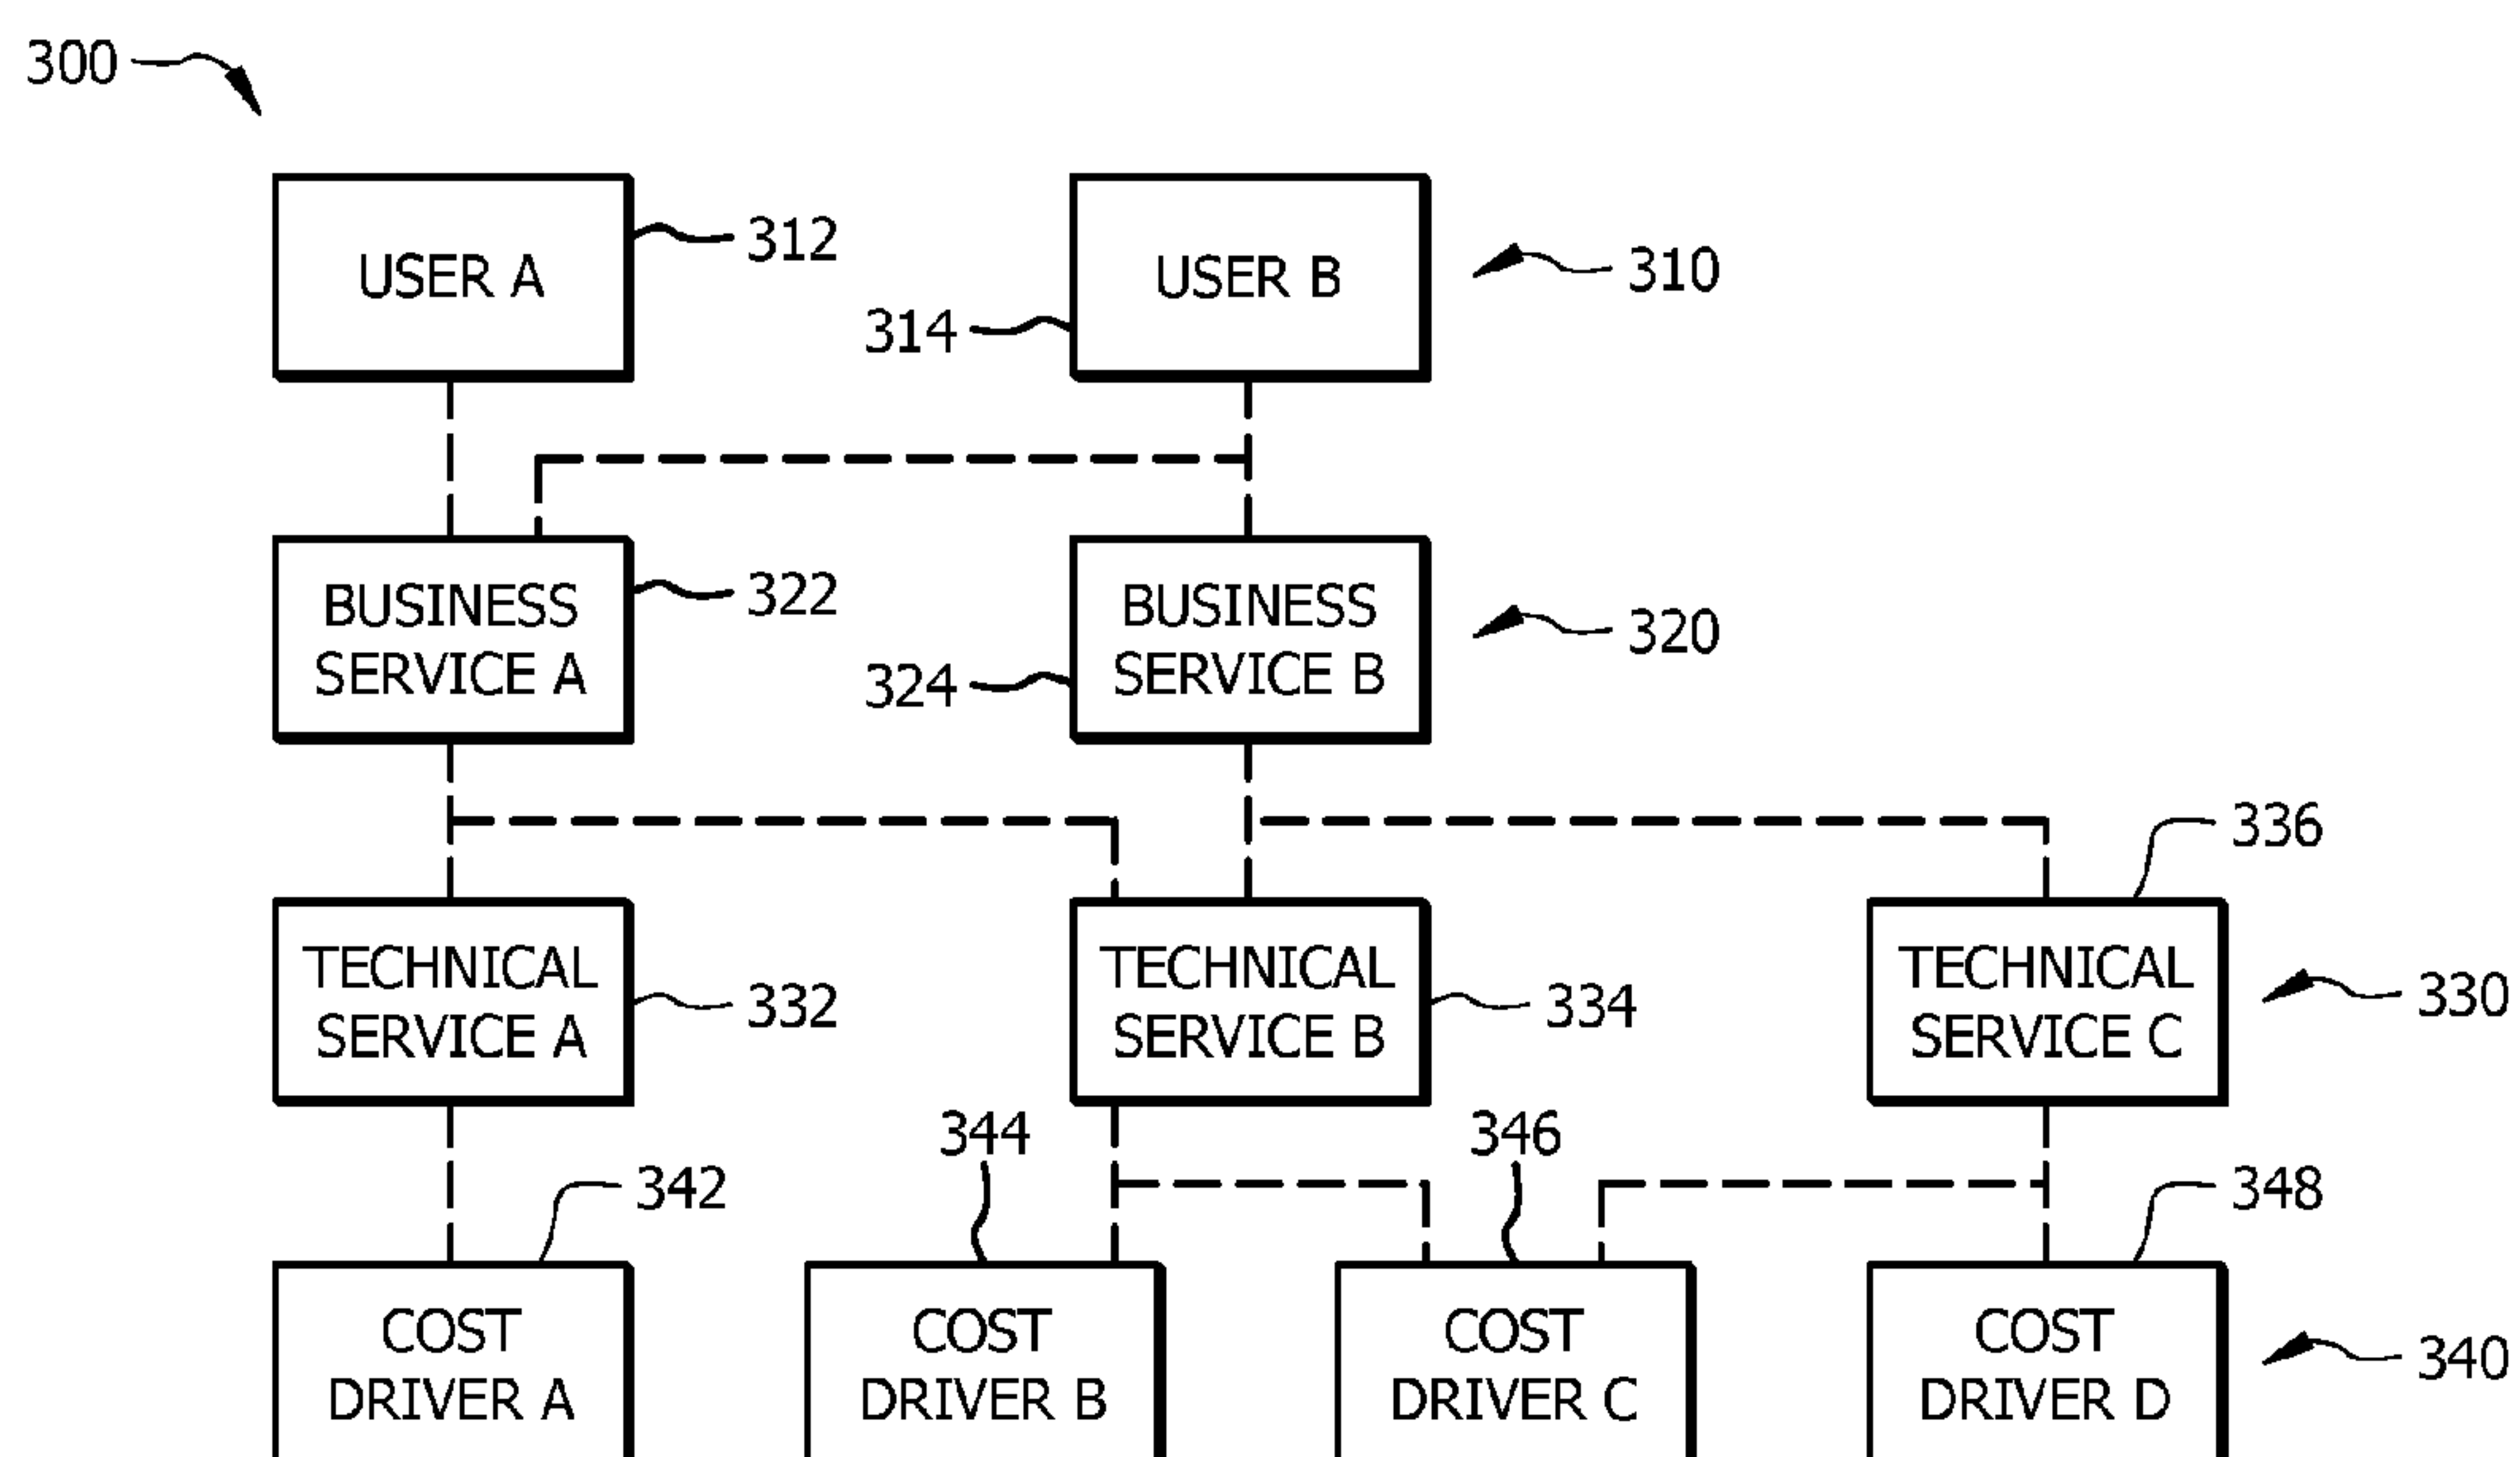 300
USER A
312
USER B
314
310
BUSINESS
SERVICE A
322
BUSINESS
SERVICE B
324
320
336
TECHNICAL
SERVICE A
332
TECHNICAL
SERVICE B
334
TECHNICAL
SERVICE C
330
344
346
342
348
COST
DRIVER A
COST
DRIVER B
COST
DRIVER C
COST
DRIVER D
340